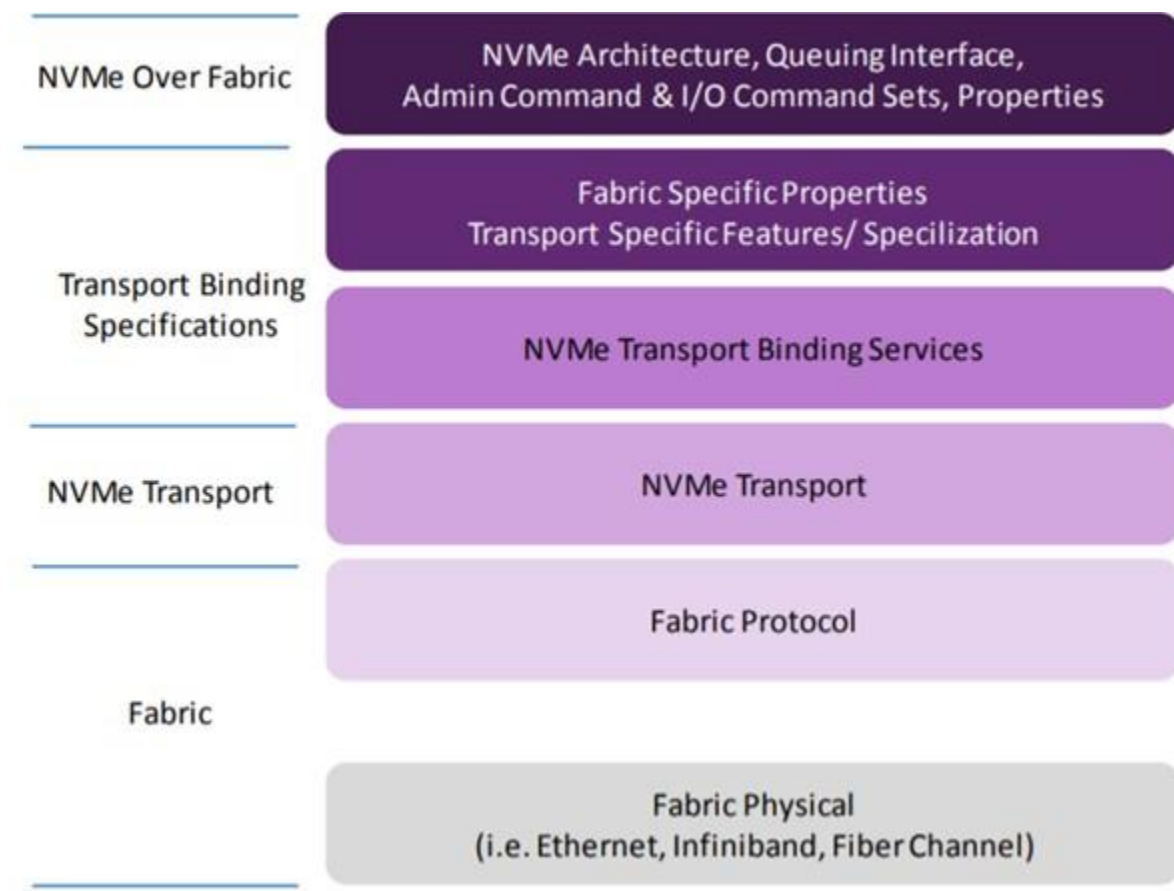 NVMe Over Fabric
NVMe Architecture, Queuing Interface,
Admin Command & I/O Command Sets, Properties
Transport Binding
Specifications
Fabric Specific Properties
Transport Specific Features/ Specilization
NVMe Transport Binding Services
NVMe Transport
NVMe Transport
Fabric
Fabric Protocol
Fabric Physical
(i.e. Ethernet, Infiniband, Fiber Channel)